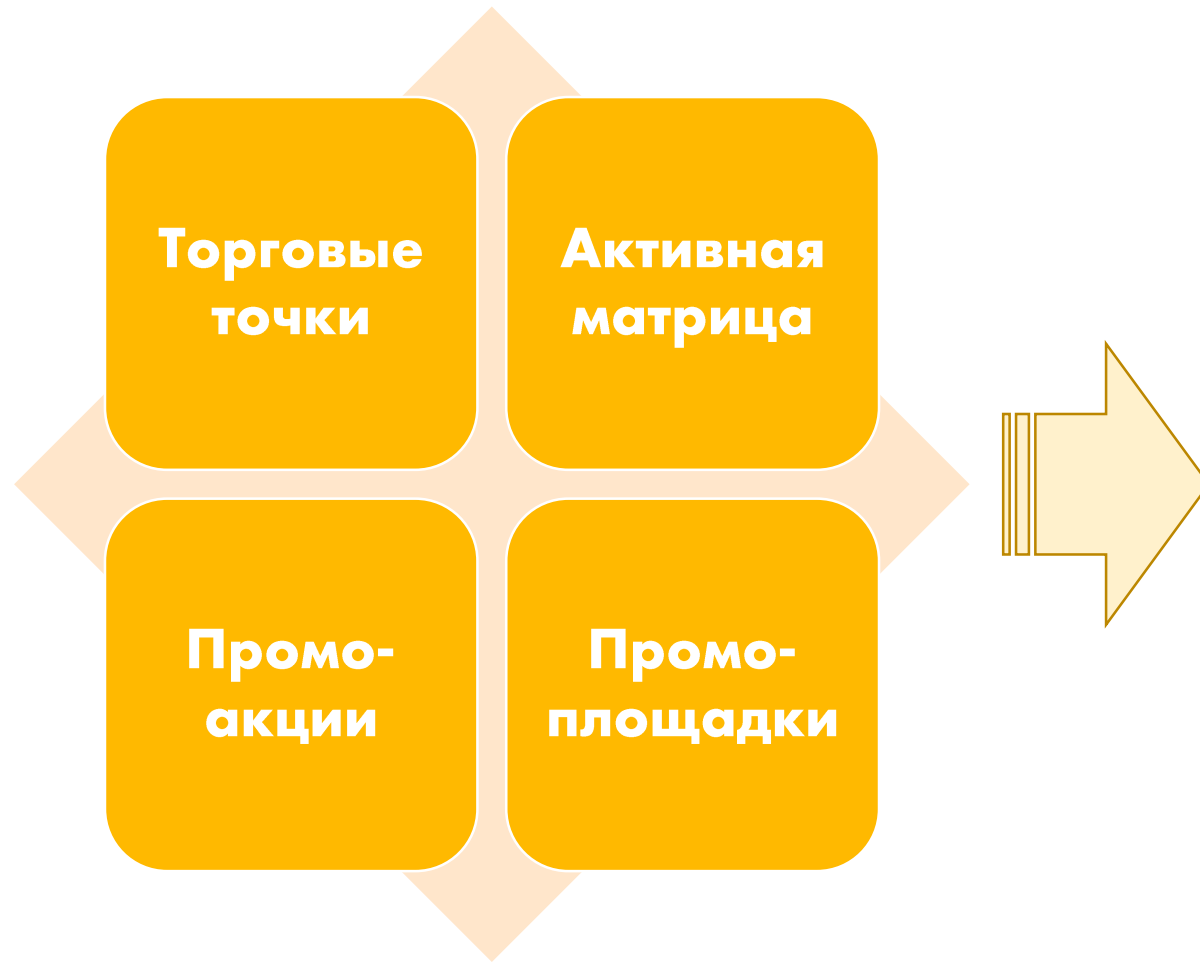 Торговые
точки
Активная
матрица
Промо-
акции
Промо-
площадки